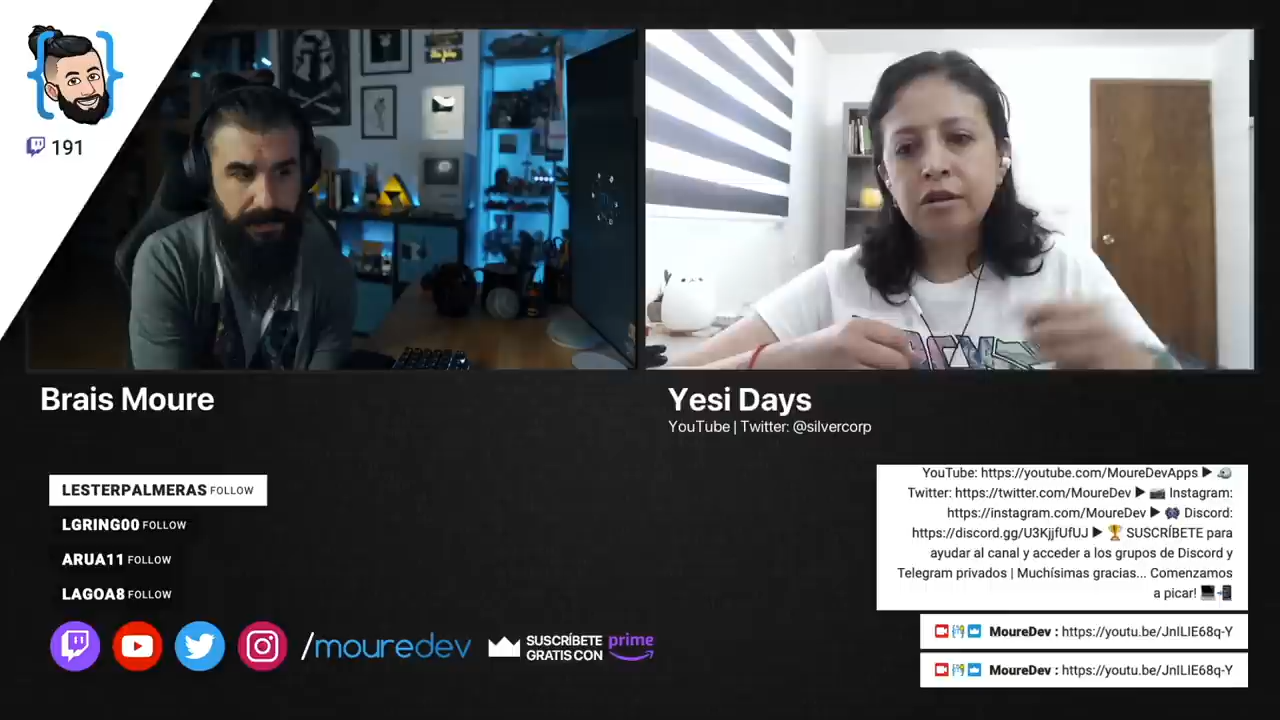 191
Brais Moure
Yesi Days
YouTube | Twitter: @silvercorp
LESTERPALMERAS FOLLOW
LGRING00 FOLLOW
ARUA11 FOLLOW
LAGOA8 FOLLOW
/mouredev
SUSCRÍBETE
GRATIS CON
prime
YouTube: https://youtube.com/MoureDevApps
Twitter: https://twitter.com/MoureDev Instagram:
https://instagram.com/MoureDev Discord:
https://discord.gg/U3KjjfUfUJ SUSCRÍBETE para
ayudar al canal y acceder a los grupos de Discord y
Telegram privados | Muchísimas gracias... Comenzamos
a picar!
MoureDev : https://youtu.be/JnlLIE68q-Y
MoureDev : https://youtu.be/JnlLIE68q-Y